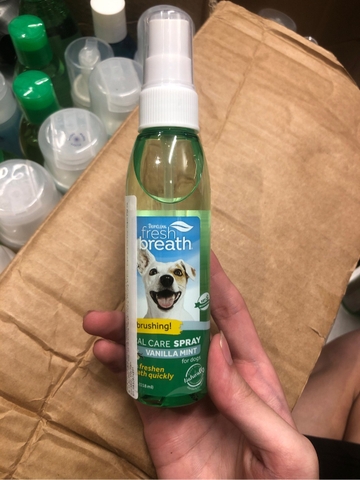 TROPICLEAN
fresh
breath
brushing!
AL CARE SPRAY
VANILLA MINT
for dogs
freshen
th quickly